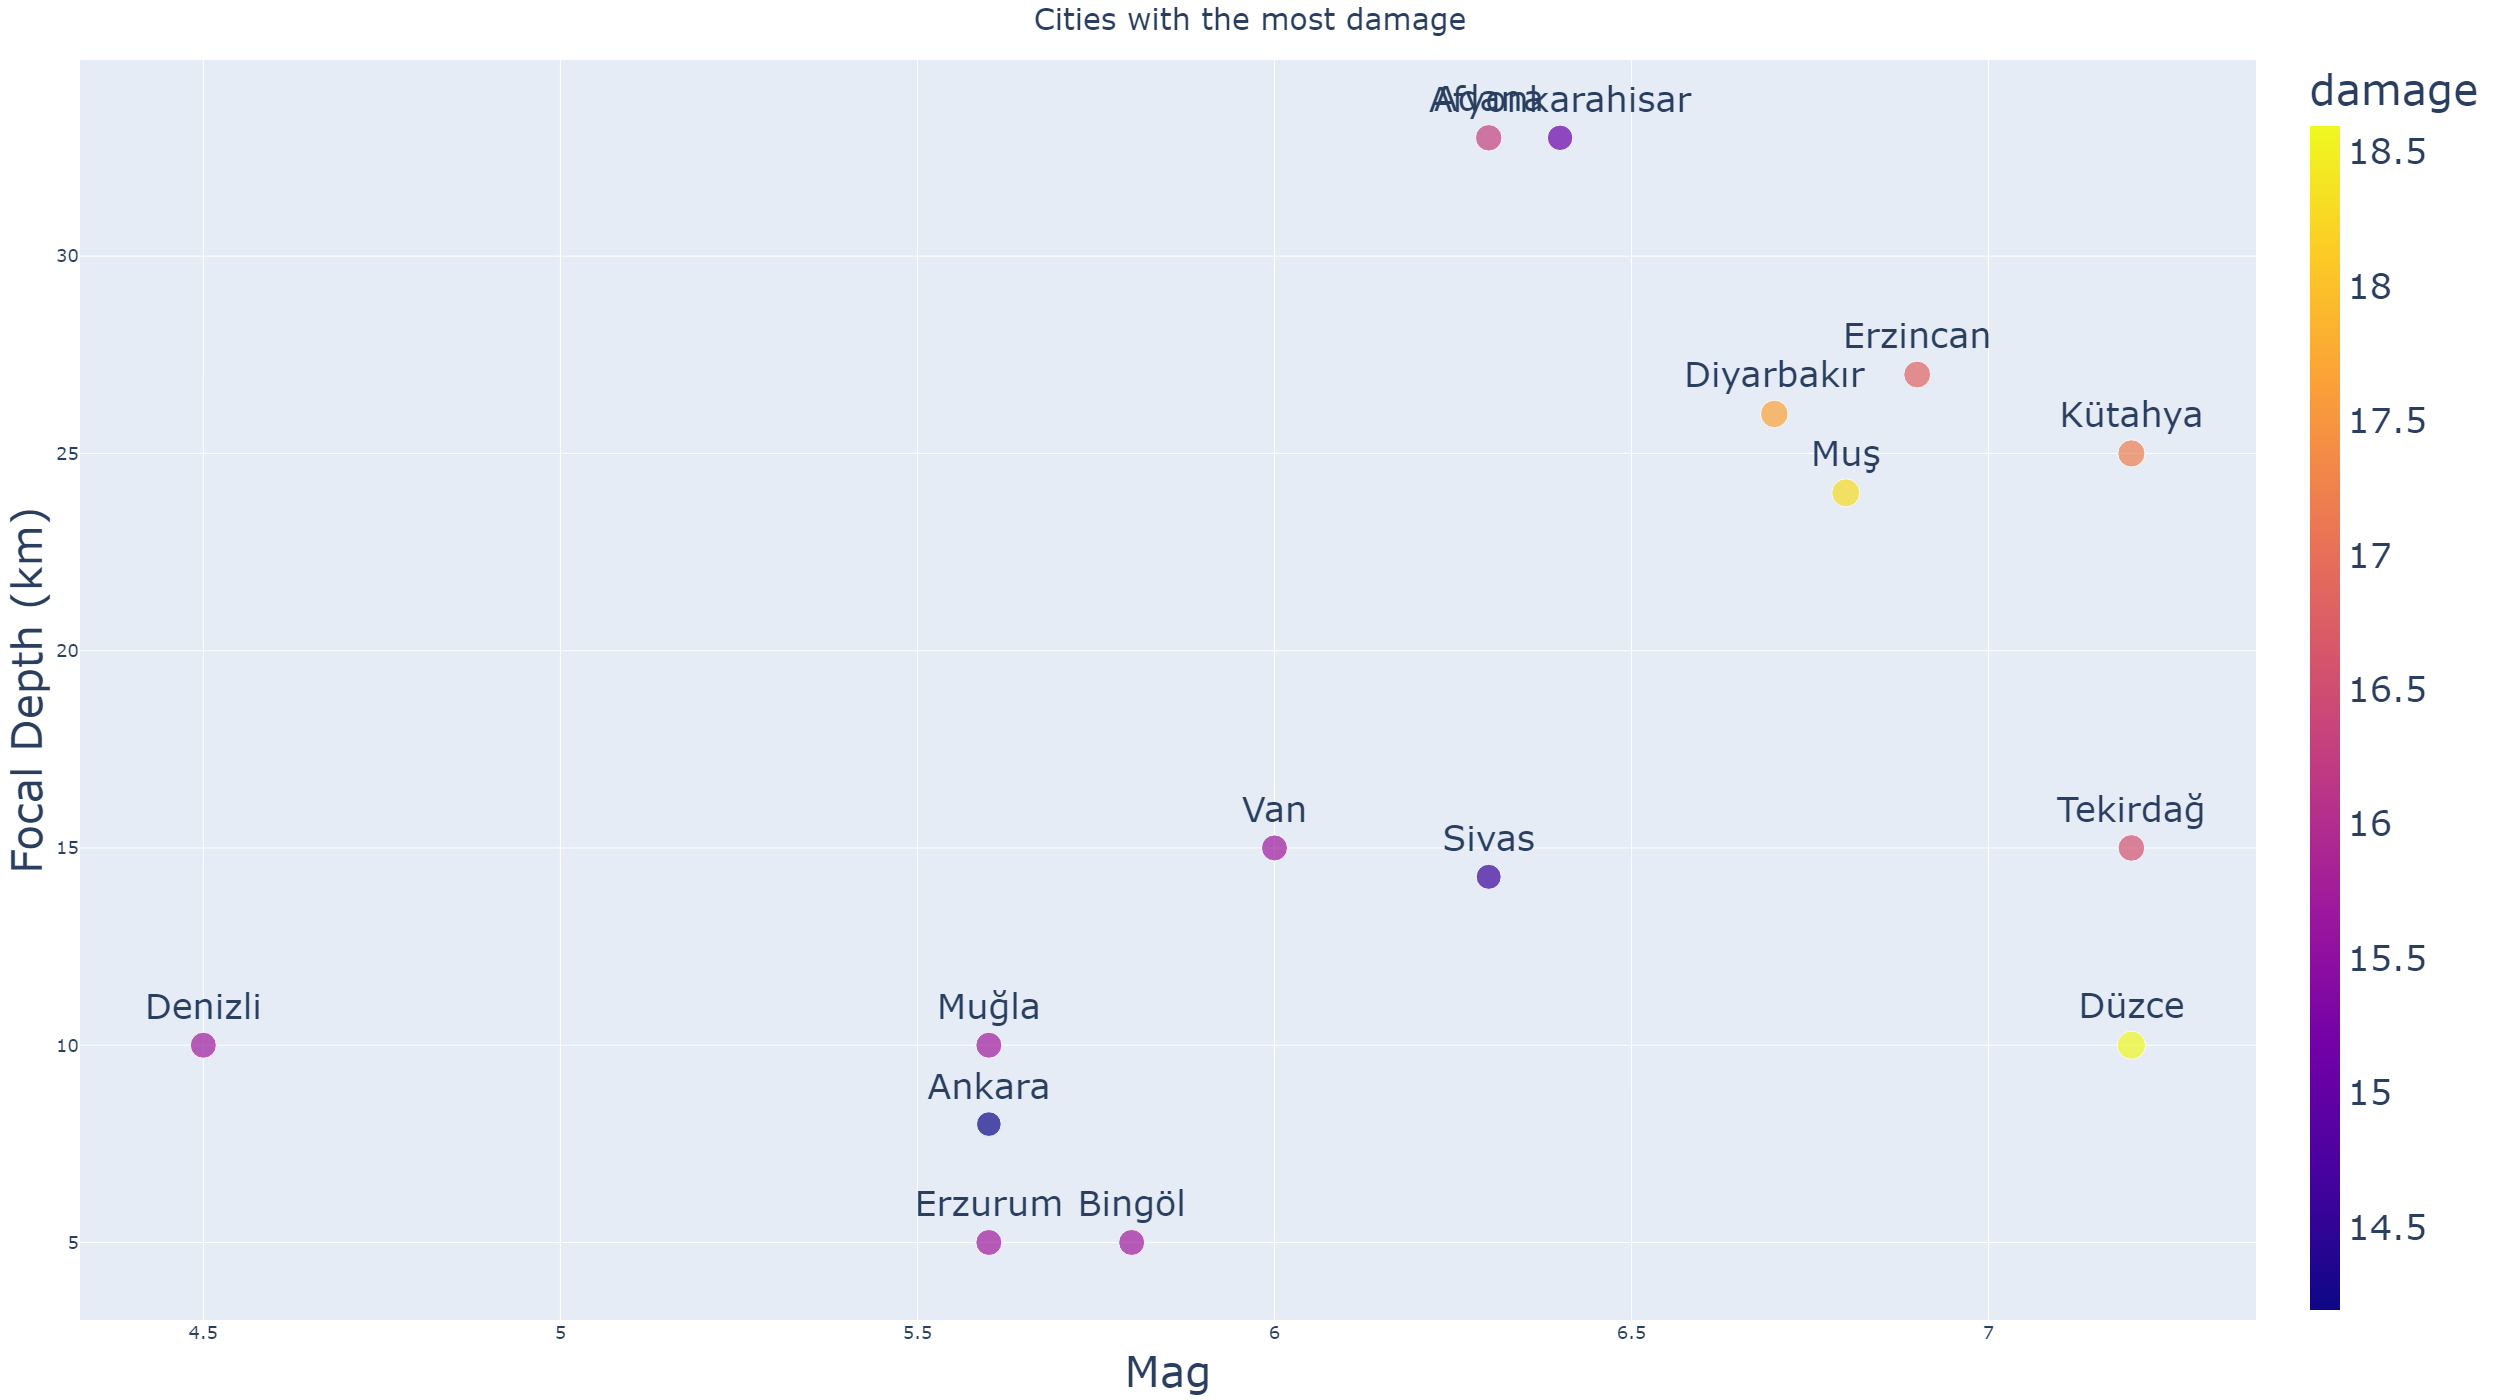 Cities with the most damage
damage
Adana
Afyonkarahisar
Erzincan
Diyarbakır
Kütahya
Muş
Van
Tekirdağ
Sivas
Denizli
Muğla
Düzce
Ankara
Erzurum
Bingöl
30
25
20
15
10
5
Focal Depth (km)
4.5
5
5.5
6
6.5
7
Mag
18.5
18
17.5
17
16.5
16
15.5
15
14.5